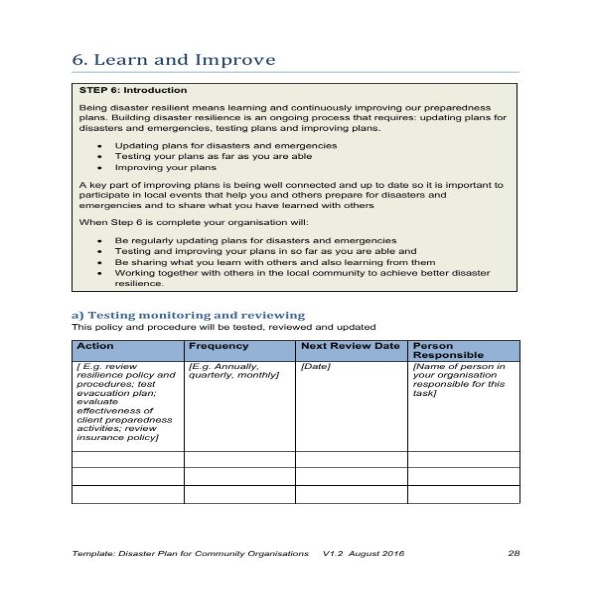 6. Learn and Improve
STEP 6: Introduction
Being disaster resilient means learning and continuously improving our preparedness
plans. Building disaster resilience is an ongoing process that requires: updating plans for
disasters and emergencies, testing plans and improving plans.
• Updating plans for disasters and emergencies
• Testing your plans as far as you are able
• Improving your plans
A key part of improving plans is being well connected and up to date so it is important to
participate in local events that help you and others prepare for disasters and
emergencies and to share what you have learned with others
When Step 6 is complete your organisation will:
• Be regularly updating plans for disasters and emergencies
• Testing and improving your plans in so far as you are able and
• Be sharing what you learn with others and also learning from them
• Working together with others in the local community to achieve better disaster
resilience.
a) Testing monitoring and reviewing
This policy and procedure will be tested, reviewed and updated
Action
Frequency
Next Review Date
Person
Responsible
[ E.g. review
resilience policy and
procedures; test
evacuation plan;
evaluate
effectiveness of
client preparedness
activities; review
insurance policy]
[E.g. Annually,
quarterly, monthly]
[Date]
[Name of person in
your organisation
responsible for this
task]
Template: Disaster Plan for Community Organisations V1.2 August 2016 28